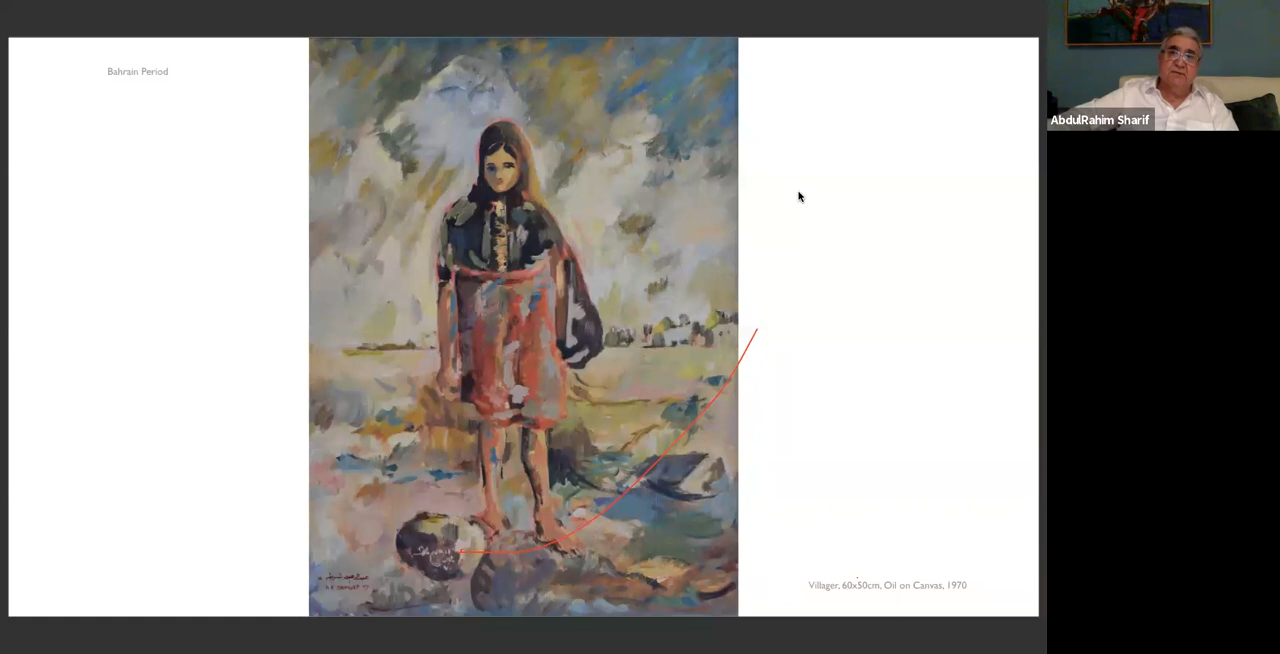 Bahrain Period
AbdulRahim Sharif
Villager, 60x50cm, Oil on Canvas, 1970